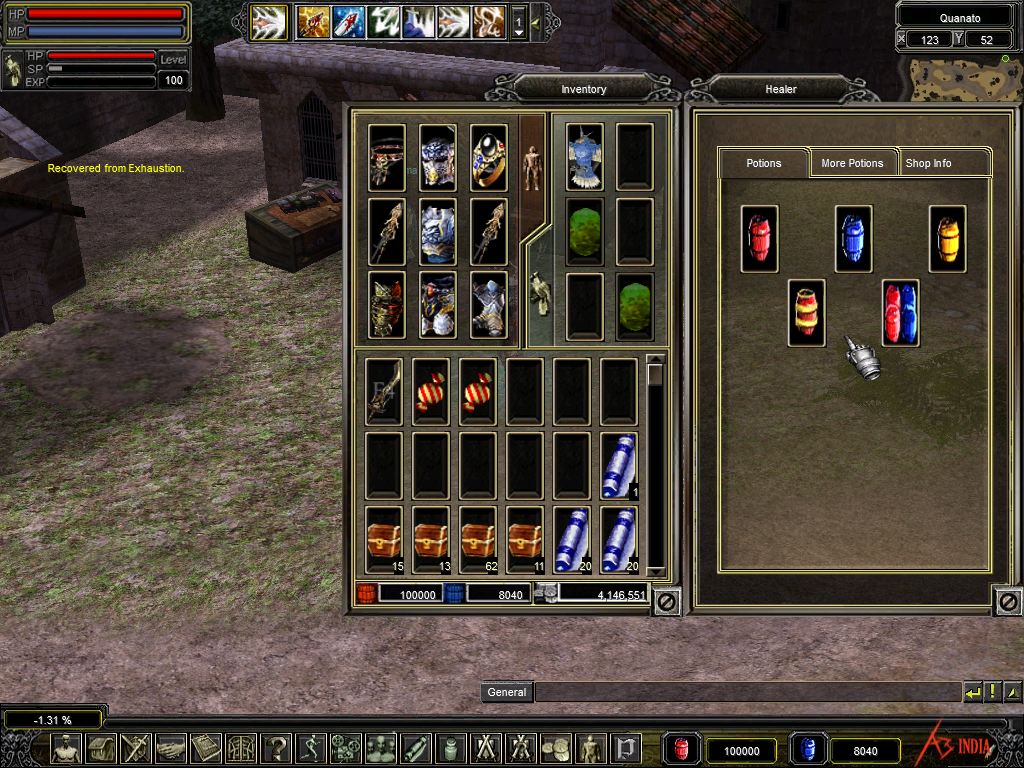 HP
MP
HP
SP
EXP
Level
100
1
Quanato
X 123 Y 52
Inventory
Healer
Recovered from Exhaustion.
Potions
More Potions
Shop Info
1
15
13
62
11
20
20
100000
8040
4,146,551
General
-1.31 %
100000
8040
A3 INDIA